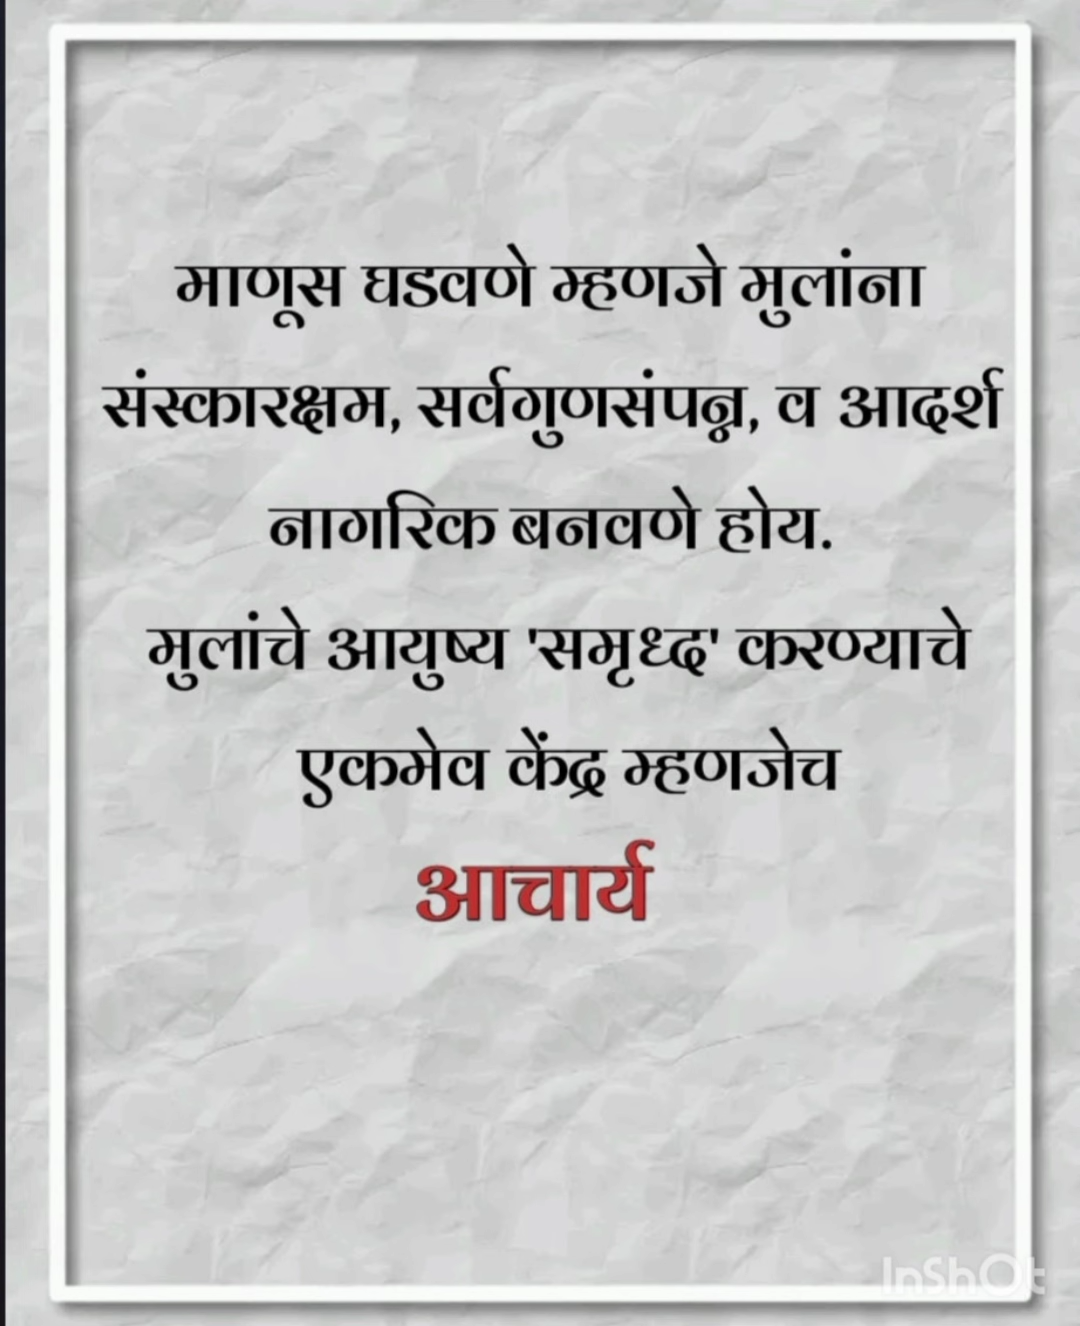 माणूस घडवणे म्हणजे मुलांना
संस्कारक्षम, सर्वगुणसंपन्न, व आदर्श
नागरिक बनवणे होय.
मुलांचे आयुष्य 'समृध्द' करण्याचे
एकमेव केंद्र म्हणजेच
आचार्य
InShOt